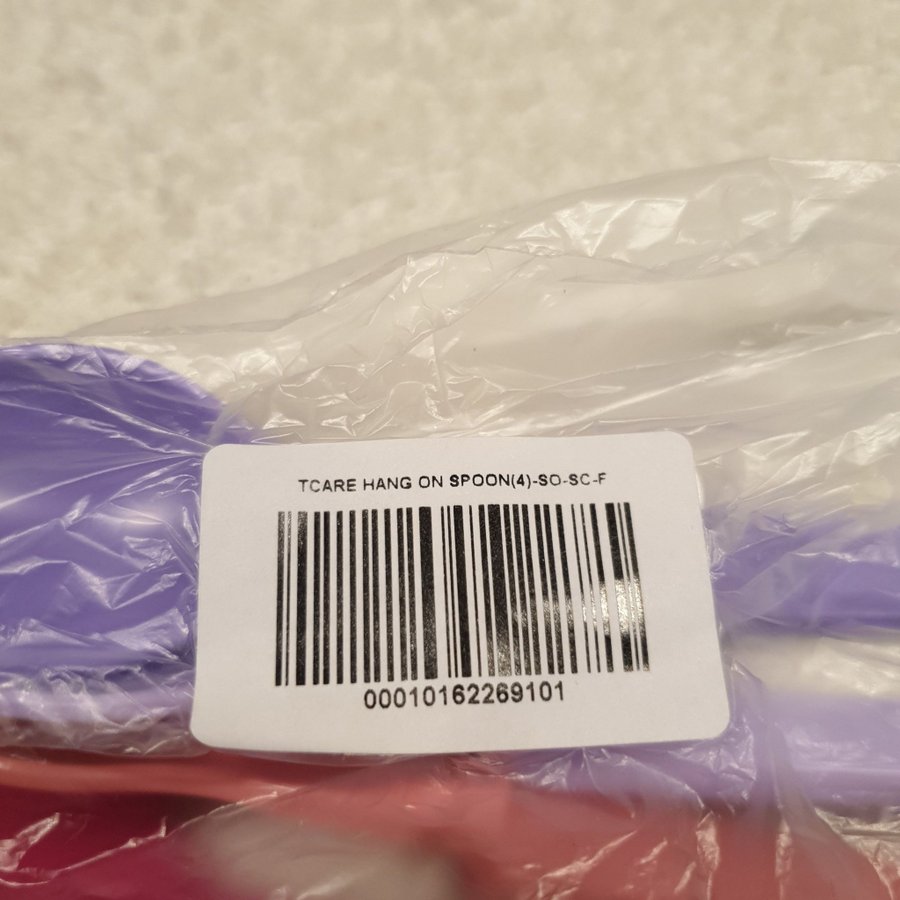 TCARE HANG ON SPOON(4)-SO-SC-F
00010162269101